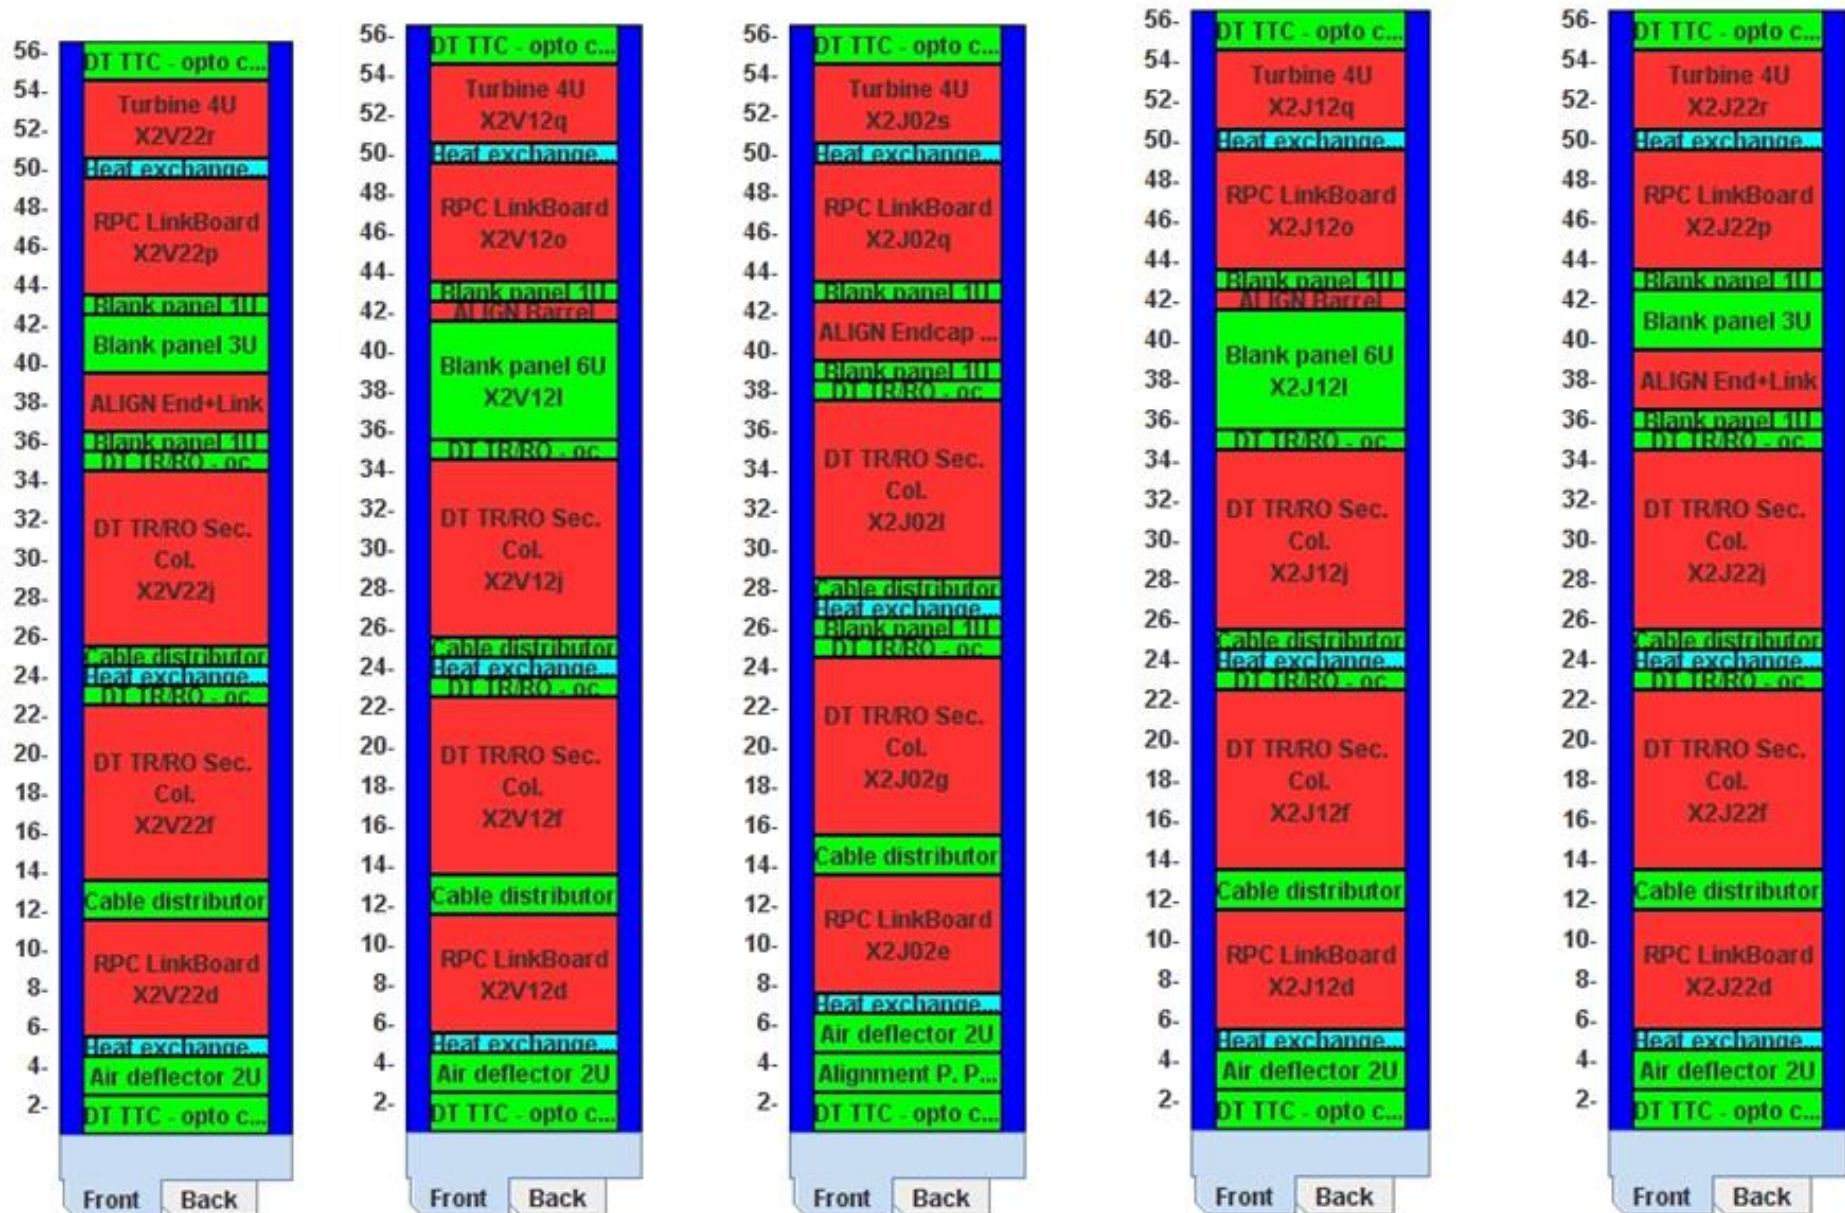 56-
54-
52-
50-
48-
46-
44-
42-
40-
38-
36-
34-
32-
30-
28-
26-
24-
22-
20-
18-
16-
14-
12-
10-
8-
6-
4-
2-
DT TTC - opto c...
Turbine 4U
X2V22r
Heat exchange...
RPC LinkBoard
X2V22p
Blank panel 1U
Blank panel 3U
ALIGN End+Link
Blank panel 1U
DT TR/RO - oc
DT TR/RO Sec.
Col.
X2V22j
Cable distributor
Heat exchange...
DT TR/RO - oc
DT TR/RO Sec.
Col.
X2V22f
Cable distributor
RPC LinkBoard
X2V22d
Heat exchange...
Air deflector 2U
DT TTC - opto c...
Front Back
56-
54-
52-
50-
48-
46-
44-
42-
40-
38-
36-
34-
32-
30-
28-
26-
24-
22-
20-
18-
16-
14-
12-
10-
8-
6-
4-
2-
DT TTC - opto c...
Turbine 4U
X2V12q
Heat exchange...
RPC LinkBoard
X2V12o
Blank panel 1U
ALIGN Barrel
Blank panel 6U
X2V12l
DT TR/RO - oc
DT TR/RO Sec.
Col.
X2V12j
Cable distributor
Heat exchange...
DT TR/RO - oc
DT TR/RO Sec.
Col.
X2V12f
Cable distributor
RPC LinkBoard
X2V12d
Heat exchange...
Air deflector 2U
DT TTC - opto c...
Front Back
56-
54-
52-
50-
48-
46-
44-
42-
40-
38-
36-
34-
32-
30-
28-
26-
24-
22-
20-
18-
16-
14-
12-
10-
8-
6-
4-
2-
DT TTC - opto c...
Turbine 4U
X2J02s
Heat exchange...
RPC LinkBoard
X2J02q
Blank panel 1U
ALIGN Endcap ...
Blank panel 1U
DT TR/RO - oc
DT TR/RO Sec.
Col.
X2J02l
Cable distributor
Heat exchange...
Blank panel 1U
DT TR/RO - oc
DT TR/RO Sec.
Col.
X2J02g
Cable distributor
RPC LinkBoard
X2J02e
Heat exchange...
Air deflector 2U
Alignment P. P...
DT TTC - opto c...
Front Back
56-
54-
52-
50-
48-
46-
44-
42-
40-
38-
36-
34-
32-
30-
28-
26-
24-
22-
20-
18-
16-
14-
12-
10-
8-
6-
4-
2-
DT TTC - opto c...
Turbine 4U
X2J12q
Heat exchange...
RPC LinkBoard
X2J12o
Blank panel 1U
ALIGN Barrel
Blank panel 6U
X2J12l
DT TR/RO - oc
DT TR/RO Sec.
Col.
X2J12j
Cable distributor
Heat exchange...
DT TR/RO - oc
DT TR/RO Sec.
Col.
X2J12f
Cable distributor
RPC LinkBoard
X2J12d
Heat exchange...
Air deflector 2U
DT TTC - opto c...
Front Back
56-
54-
52-
50-
48-
46-
44-
42-
40-
38-
36-
34-
32-
30-
28-
26-
24-
22-
20-
18-
16-
14-
12-
10-
8-
6-
4-
2-
DT TTC - opto c...
Turbine 4U
X2J22r
Heat exchange...
RPC LinkBoard
X2J22p
Blank panel 1U
Blank panel 3U
ALIGN End+Link
Blank panel 1U
DT TR/RO - oc
DT TR/RO Sec.
Col.
X2J22j
Cable distributor
Heat exchange...
DT TR/RO - oc
DT TR/RO Sec.
Col.
X2J22f
Cable distributor
RPC LinkBoard
X2J22d
Heat exchange...
Air deflector 2U
DT TTC - opto c...
Front Back